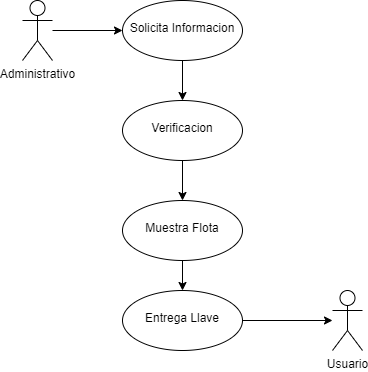 Solicita Informacion
Administrativo
Verificacion
Muestra Flota
Entrega Llave
Usuario